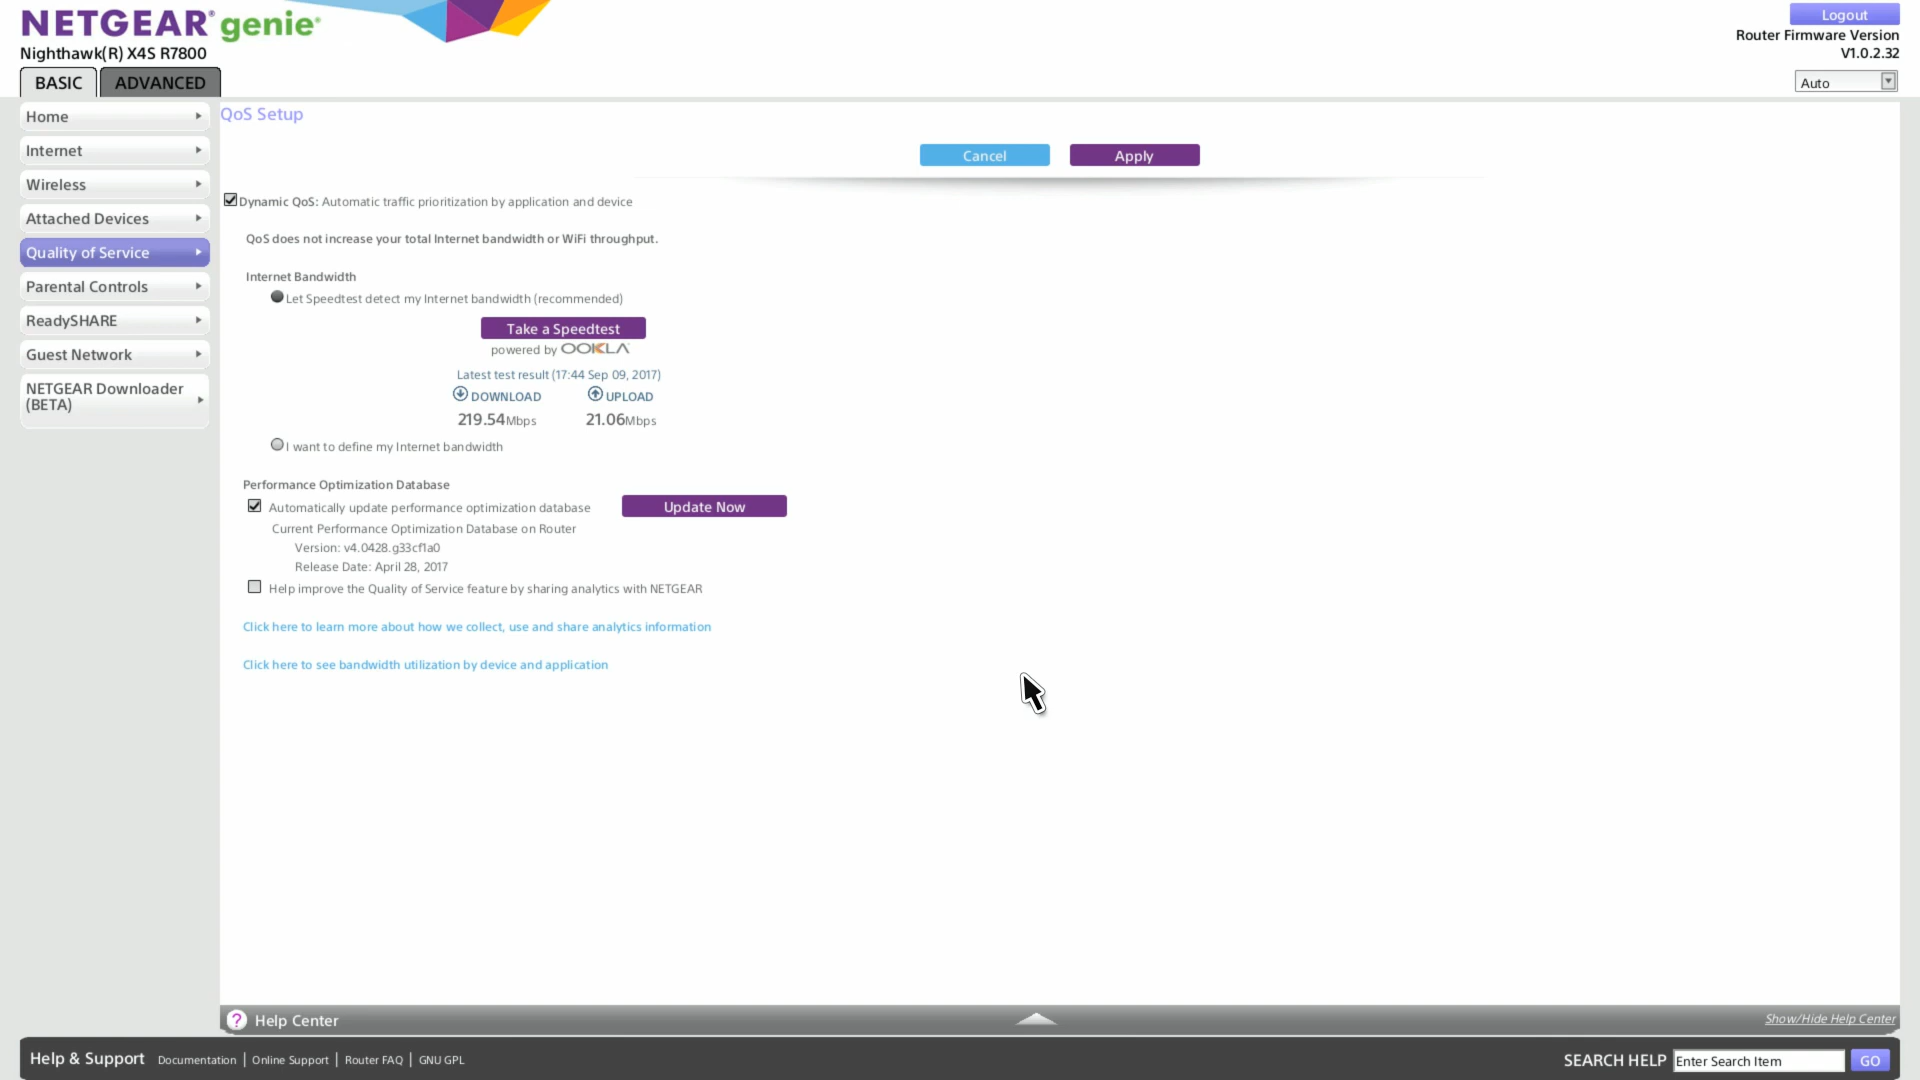 NETGEAR® genie®
Nighthawk(R) X4S R7800
Logout
Router Firmware Version
V1.0.2.32
BASIC
ADVANCED
Auto
Home
Internet
Wireless
Attached Devices
Quality of Service
Parental Controls
ReadySHARE
Guest Network
NETGEAR Downloader
(BETA)
QoS Setup
Cancel
Apply
Dynamic QoS: Automatic traffic prioritization by application and device
QoS does not increase your total Internet bandwidth or WiFi throughput.
Internet Bandwidth
Let Speedtest detect my Internet bandwidth (recommended)
Take a Speedtest
powered by OOKLA
Latest test result (17:44 Sep 09, 2017)
DOWNLOAD UPLOAD
219.54Mbps 21.06Mbps
I want to define my Internet bandwidth
Performance Optimization Database
Automatically update performance optimization database
Update Now
Current Performance Optimization Database on Router
Version: v4.0428.g33cf1a0
Release Date: April 28, 2017
Help improve the Quality of Service feature by sharing analytics with NETGEAR
Click here to learn more about how we collect, use and share analytics information
Click here to see bandwidth utilization by device and application
? Help Center
Show/Hide Help Center
Help & Support Documentation | Online Support | Router FAQ | GNU GPL
SEARCH HELP Enter Search Item GO